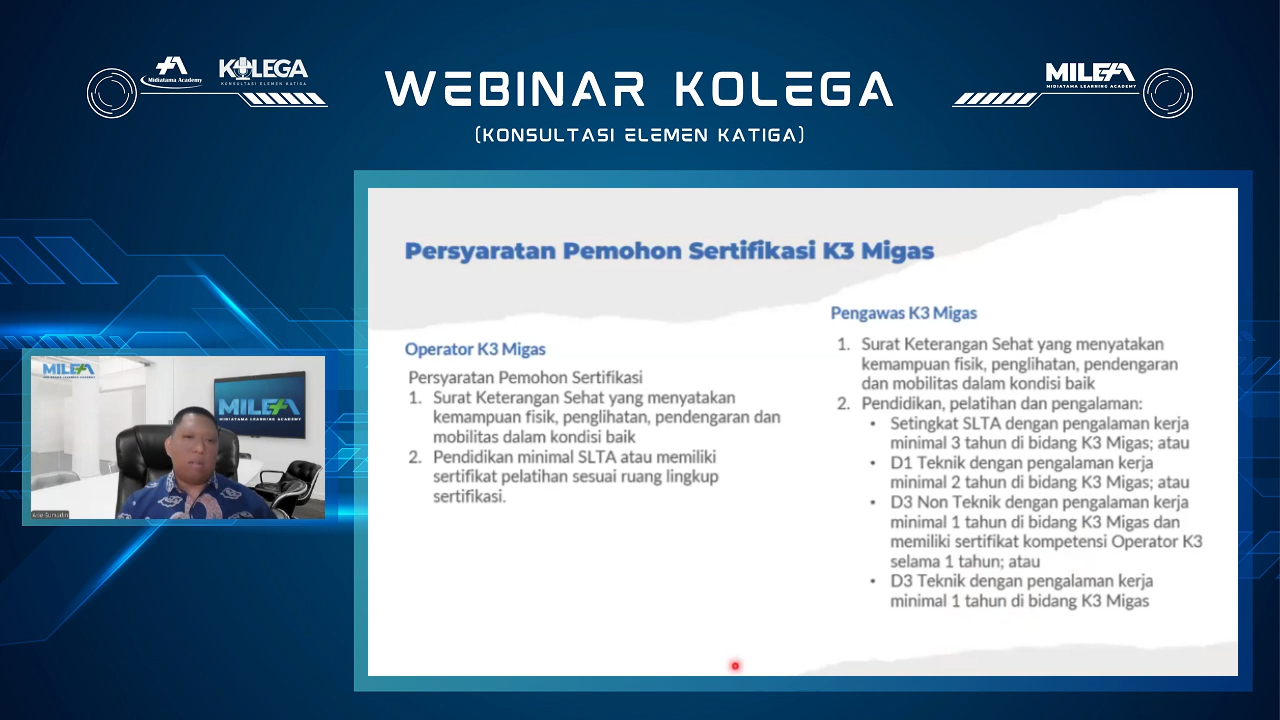 Midiatama Academy
KOLEGA
KONSULTASI ELEMEN KATIGA
WEBINAR KOLEGA
(KONSULTASI ELEMEN KATIGA)
MILEA
MIDIATAMA LEARNING ACADEMY
Persyaratan Pemohon Sertifikasi K3 Migas
Operator K3 Migas
Persyaratan Pemohon Sertifikasi
1. Surat Keterangan Sehat yang menyatakan
kemampuan fisik, penglihatan, pendengaran dan
mobilitas dalam kondisi baik
2. Pendidikan minimal SLTA atau memiliki
sertifikat pelatihan sesuai ruang lingkup
sertifikasi.
Pengawas K3 Migas
1. Surat Keterangan Sehat yang menyatakan
kemampuan fisik, penglihatan, pendengaran
dan mobilitas dalam kondisi baik
2. Pendidikan, pelatihan dan pengalaman:
• Setingkat SLTA dengan pengalaman kerja
minimal 3 tahun di bidang K3 Migas; atau
• D1 Teknik dengan pengalaman kerja
minimal 2 tahun di bidang K3 Migas; atau
• D3 Non Teknik dengan pengalaman kerja
minimal 1 tahun di bidang K3 Migas dan
memiliki sertifikat kompetensi Operator K3
selama 1 tahun; atau
• D3 Teknik dengan pengalaman kerja
minimal 1 tahun di bidang K3 Migas
MILEA
MILEA
MIDIATAMA LEARNING ACADEMY